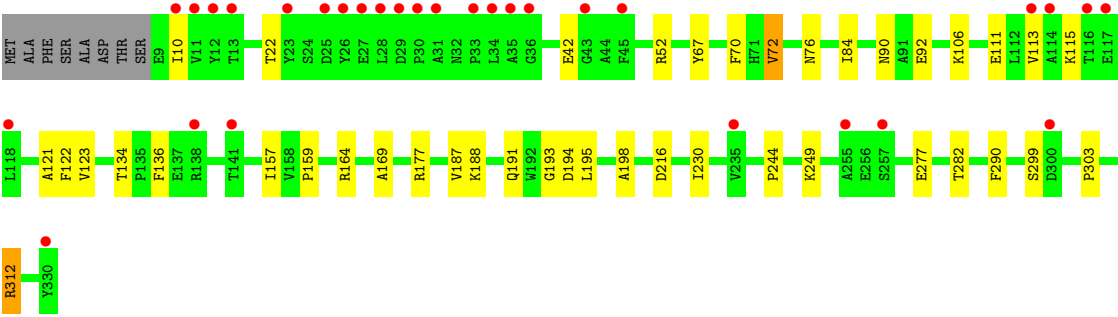 MET ALA PHE SER ALA ASP THR SER E9 I10 V11 Y12 T13 T22 Y23 S24 D25 Y26 E27 L28 D29 P30 A31 N32 P33 L34 A35 G36 E42 G43 A44 F45 R52 Y67 F70 H71 V72 N76 I84 N90 A91 E92 K106 E111 L112 V113 A114 K115 T116 E117
L118 A121 F122 V123 T134 P135 F136 E137 R138 T141 I157 V158 P159 R164 A169 R177 V187 K188 Q191 W192 G193 D194 L195 A198 D216 I230 V235 P244 K249 A255 E256 S257 E277 T282 F290 S299 D300 P303
R312 Y330